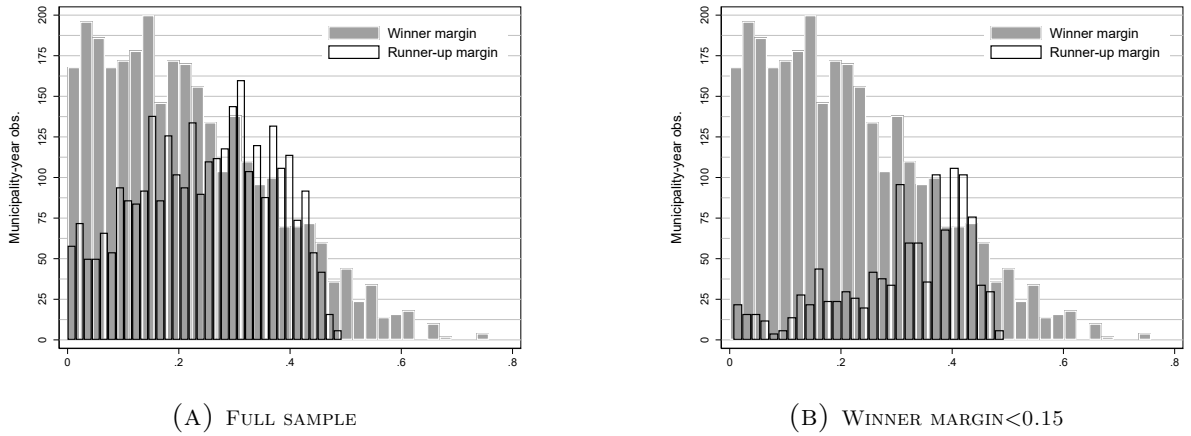 Municipality-year obs.
200
175
150
125
100
75
50
25
0
0 .2 .4 .6 .8
Winner margin
Runner-up margin
(A) FULL SAMPLE
Municipality-year obs.
200
175
150
125
100
75
50
25
0
0 .2 .4 .6 .8
Winner margin
Runner-up margin
(B) WINNER MARGIN<0.15